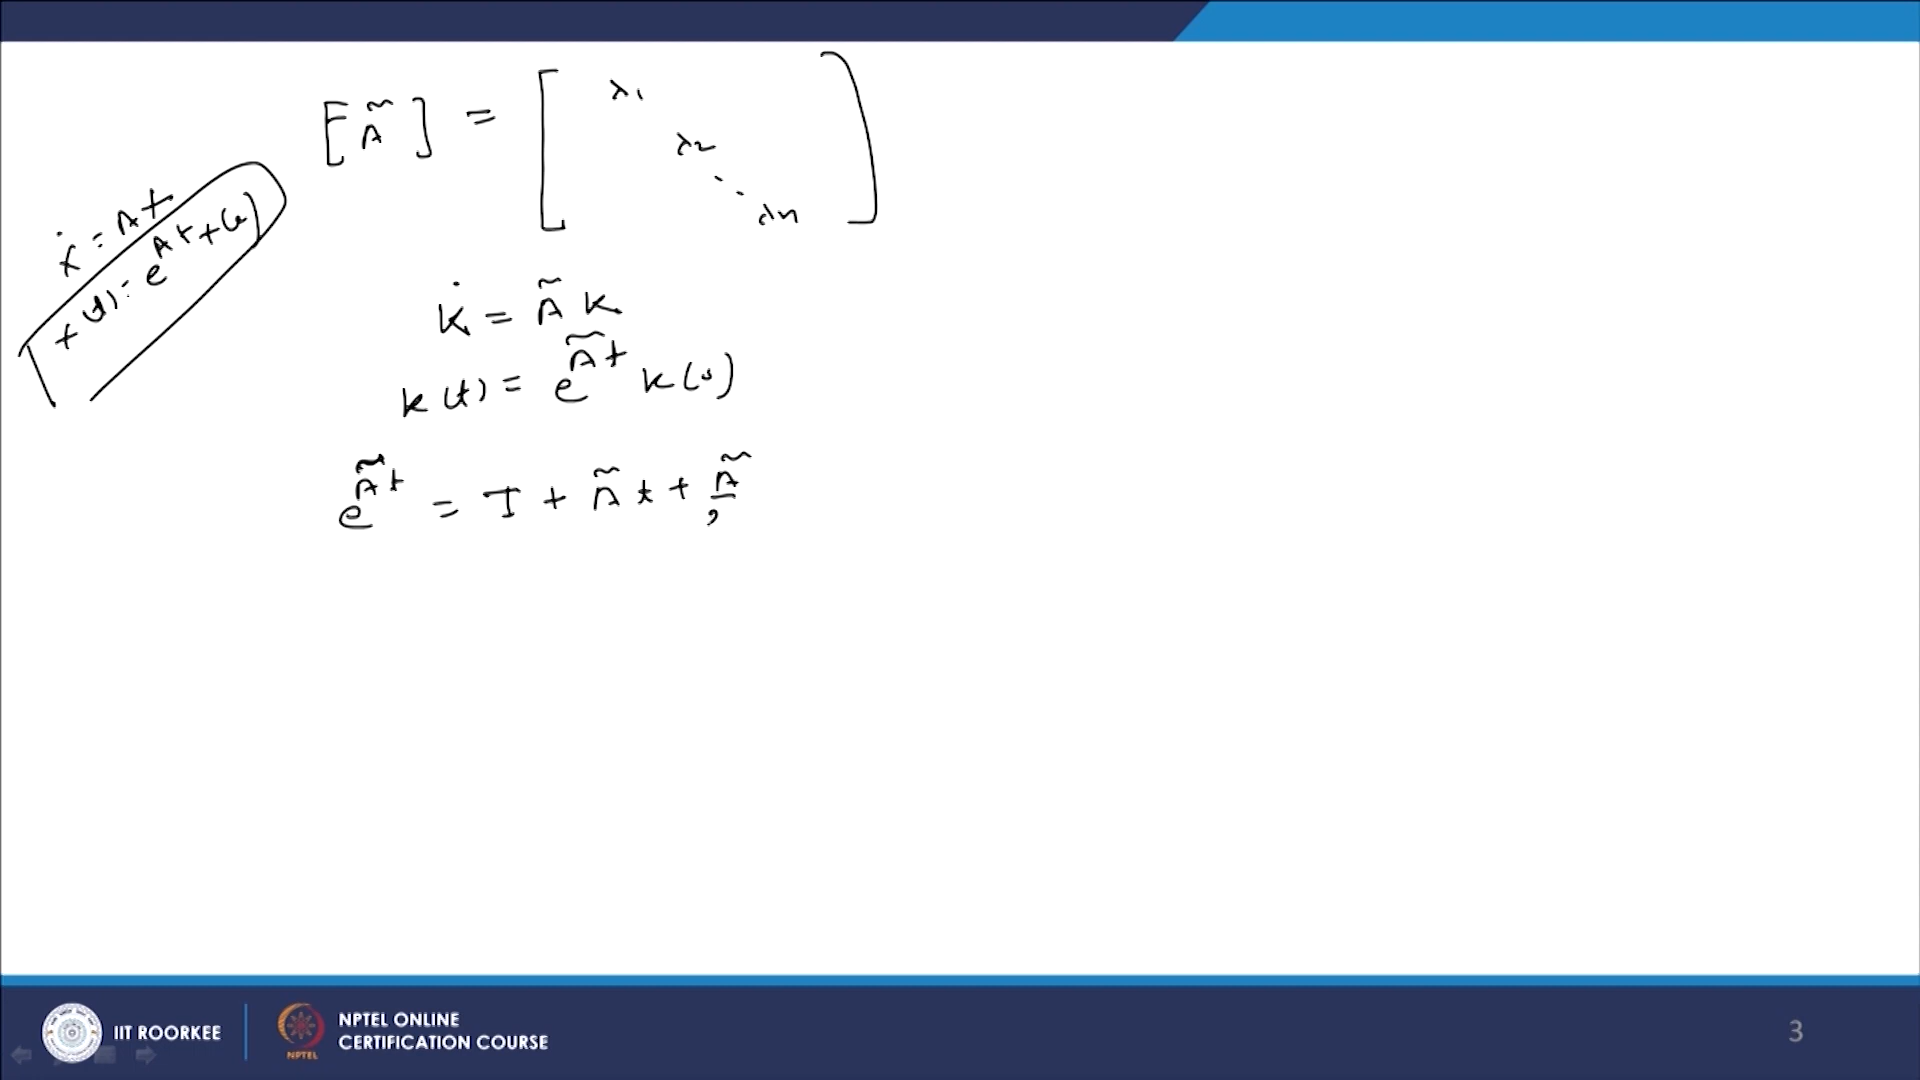 [Ã] = [λ1 λ2 ⋱ λn]
ẋ = Ax
x(t) = e^At x(0)
k̇ = Ã k
k(t) = e^Ãt k(0)
e^Ãt = I + Ãt + Ã/
IIT ROORKEE
NPTEL
NPTEL ONLINE
CERTIFICATION COURSE
3